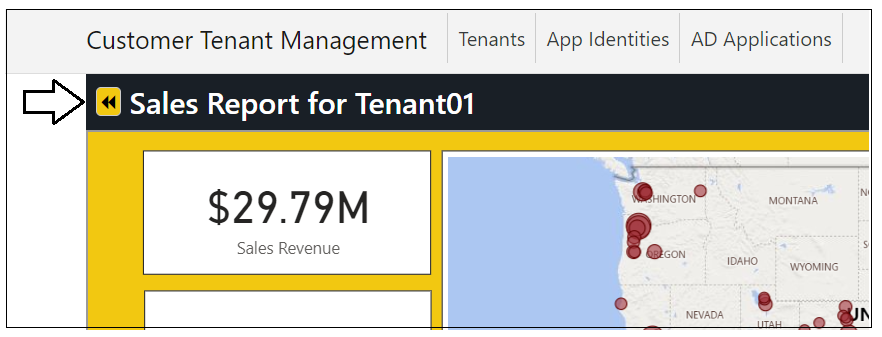 Customer Tenant Management
Tenants
App Identities
AD Applications
Sales Report for Tenant01
$29.79M
Sales Revenue
WASHINGTON
MONTANA
OREGON
IDAHO
WYOMING
NEVADA
UTAH
UN